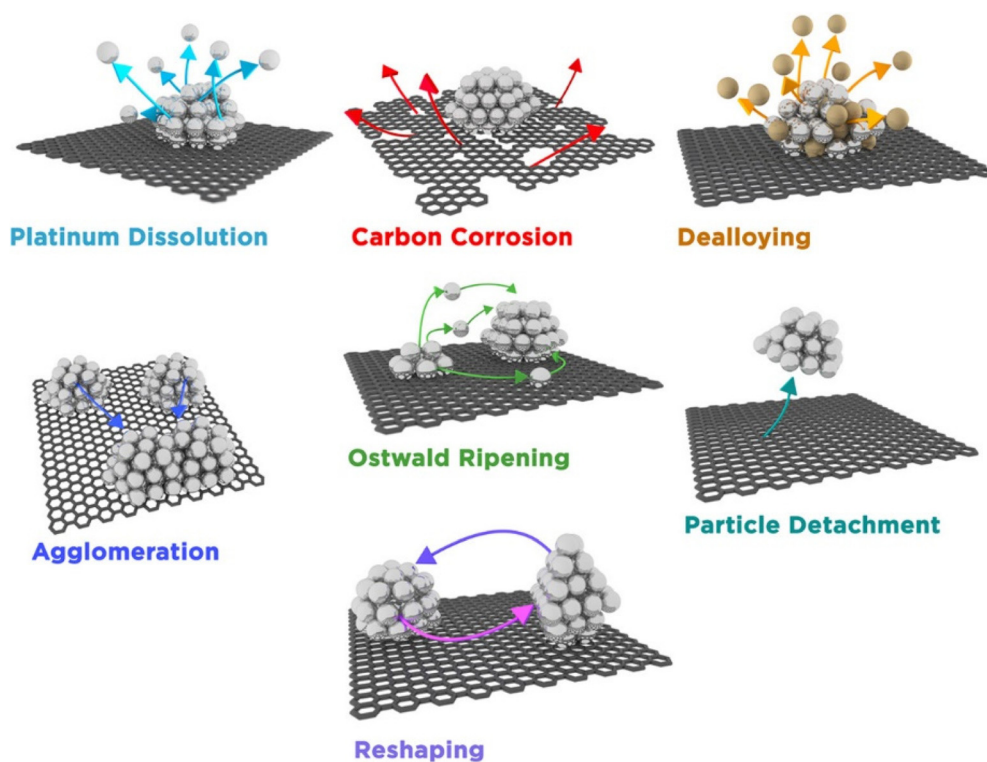 Platinum Dissolution
Carbon Corrosion
Dealloying
Ostwald Ripening
Particle Detachment
Agglomeration
Reshaping